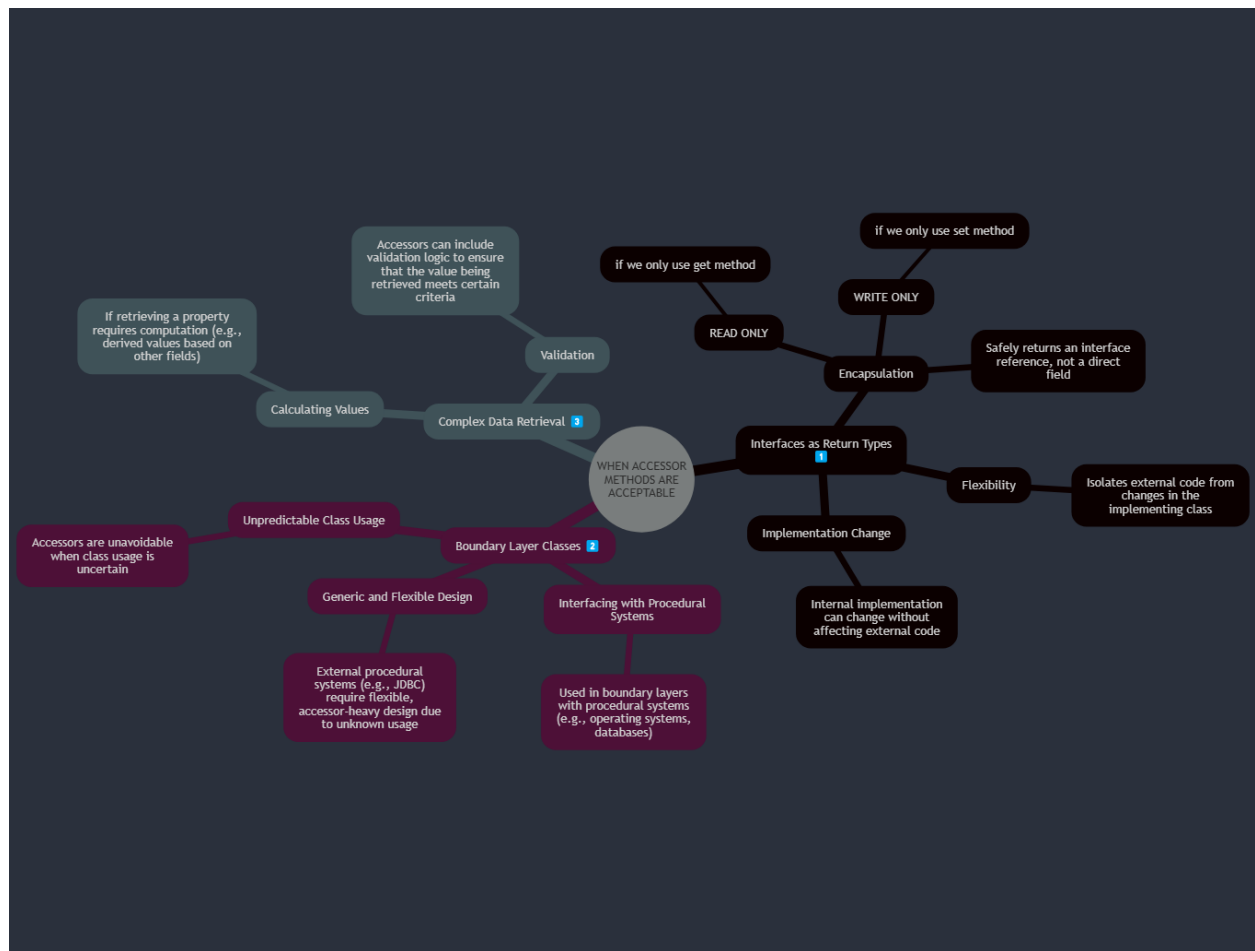 WHEN ACCESSOR
METHODS ARE
ACCEPTABLE
Interfaces as Return Types
1
Encapsulation
READ ONLY
if we only use get method
WRITE ONLY
if we only use set method
Safely returns an interface
reference, not a direct
field
Flexibility
Isolates external code from
changes in the
implementing class
Implementation Change
Internal implementation
can change without
affecting external code
Boundary Layer Classes 2
Unpredictable Class Usage
Accessors are unavoidable
when class usage is
uncertain
Generic and Flexible Design
External procedural
systems (e.g., JDBC)
require flexible,
accessor-heavy design due
to unknown usage
Interfacing with Procedural
Systems
Used in boundary layers
with procedural systems
(e.g., operating systems,
databases)
Complex Data Retrieval 3
Validation
Accessors can include
validation logic to ensure
that the value being
retrieved meets certain
criteria
Calculating Values
If retrieving a property
requires computation (e.g.,
derived values based on
other fields)